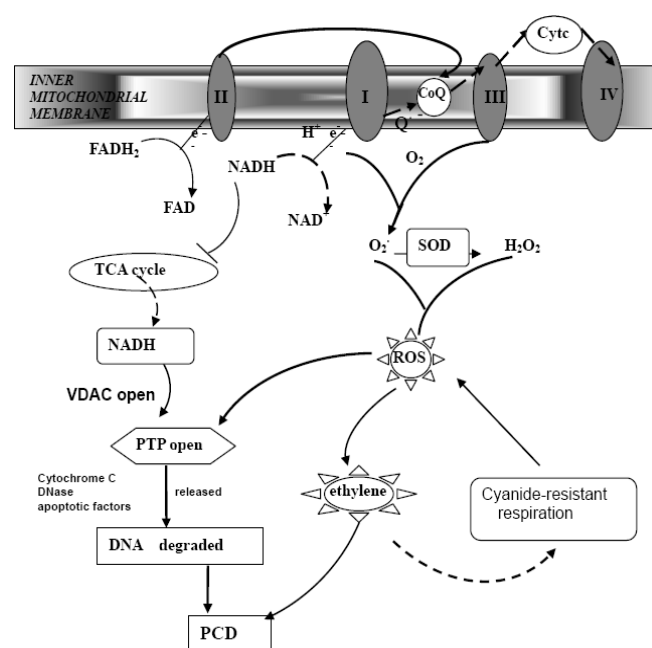 Cytc
INNER
MITOCHONDRIAL
MEMBRANE
II
I
CoQ
III
IV
Q·-
e-
H+ e-
FADH2
NADH
O2
FAD
NAD+
O2·
SOD
H2O2
TCA cycle
NADH
ROS
VDAC open
PTP open
Cytochrome C
DNase
apoptotic factors
released
ethylene
Cyanide-resistant
respiration
DNA degraded
PCD